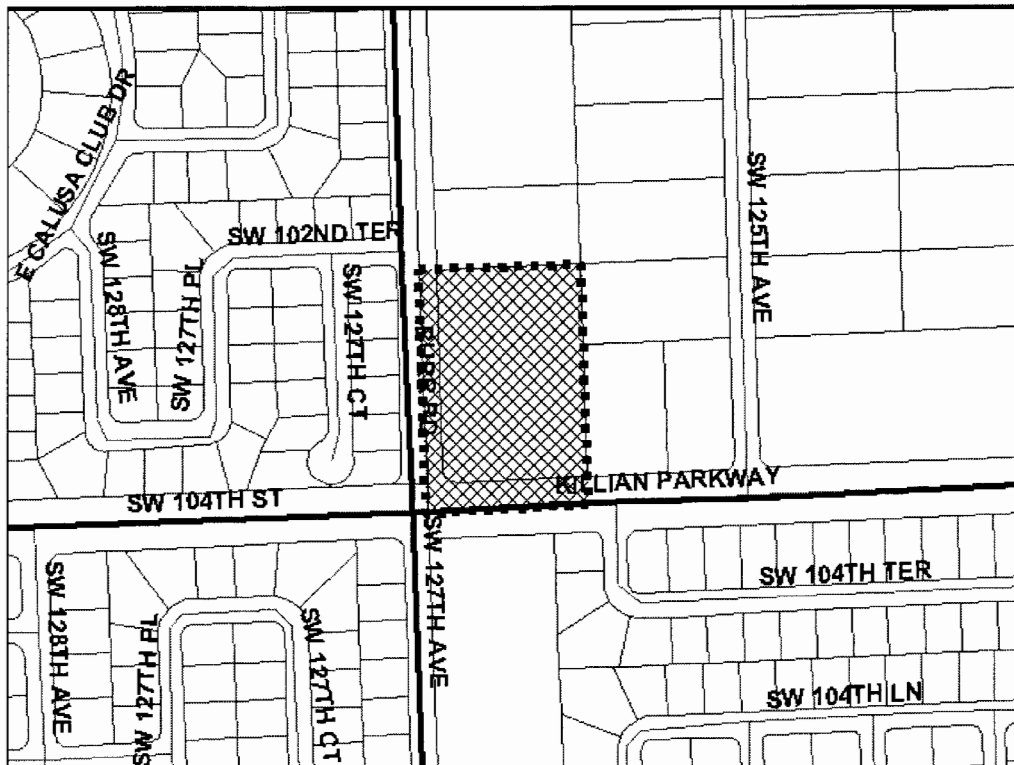 E CALUSA CLUB DR
SW 102ND TER
SW 125TH AVE
SW 128TH AVE
SW 127TH PL
SW 127TH CT
BURR RD
KILLIAN PARKWAY
SW 104TH ST
SW 127TH AVE
SW 104TH TER
SW 128TH AVE
SW 127TH PL
SW 127TH CT
SW 104TH LN